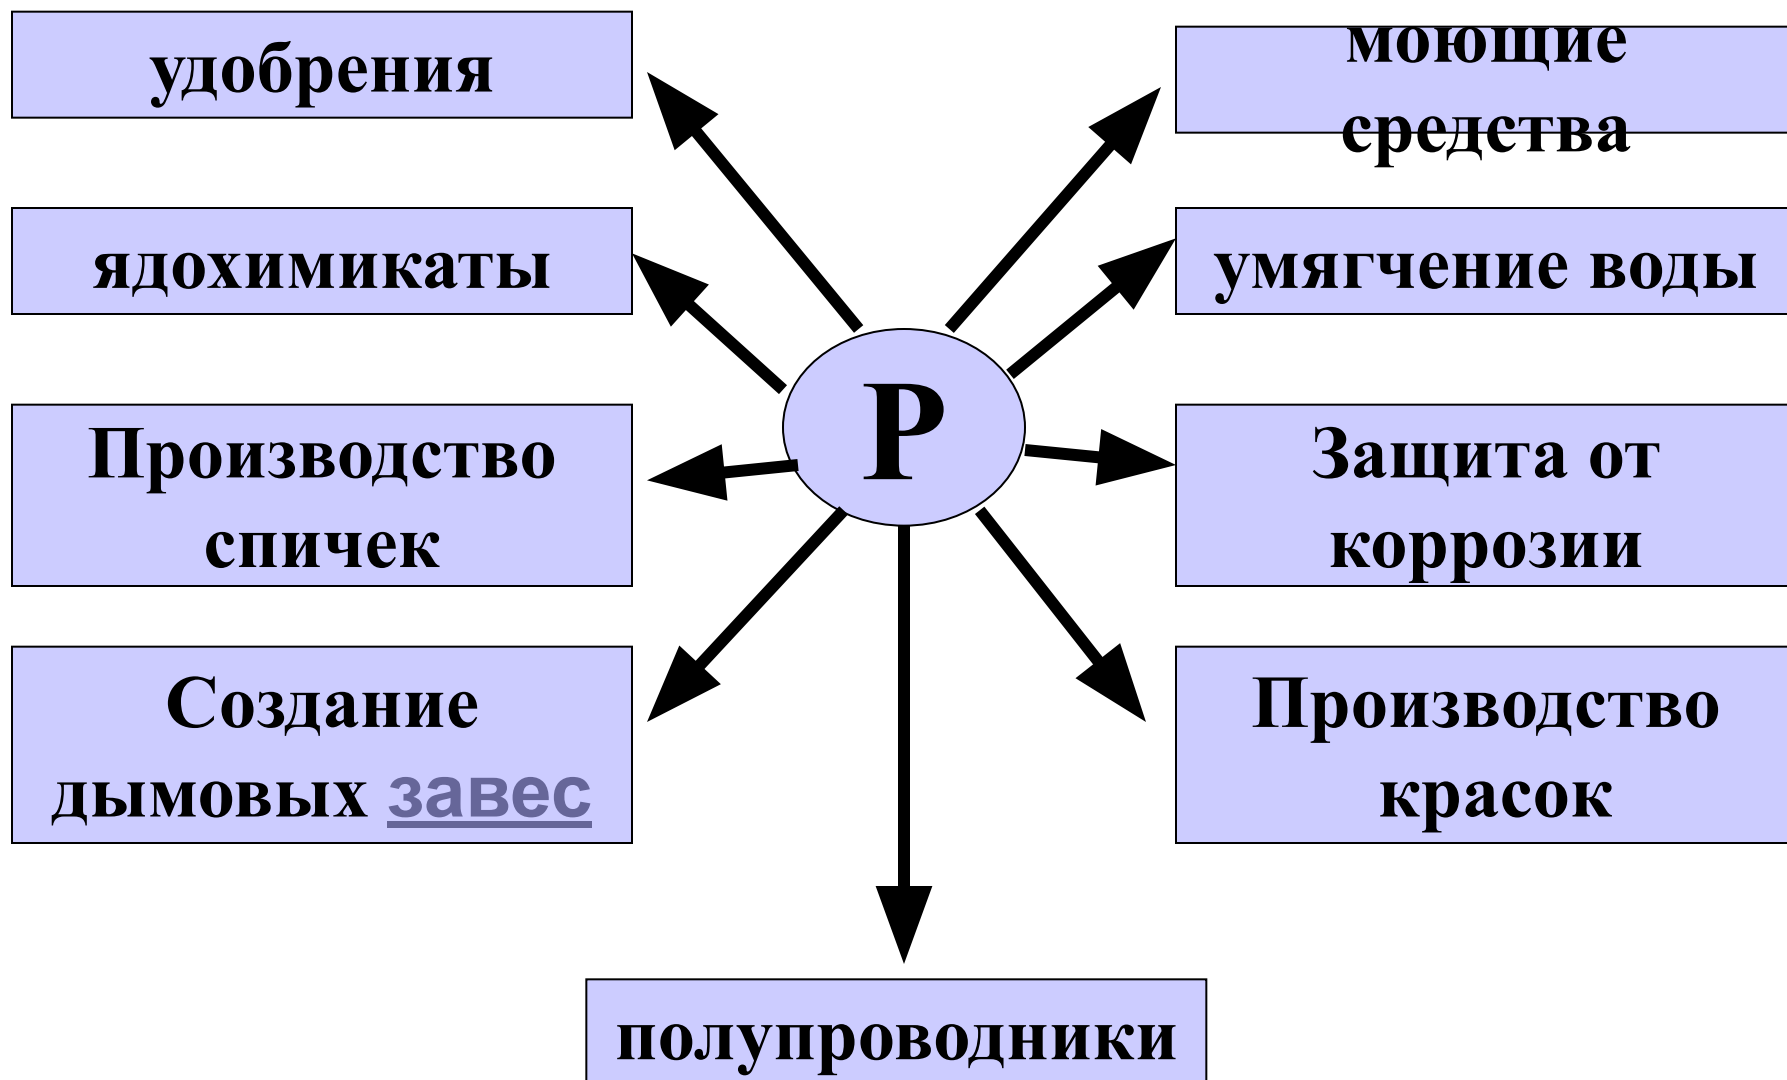 удобрения
моющие
средства
ядохимикаты
умягчение воды
Р
Производство
спичек
Защита от
коррозии
Создание
дымовых завес
Производство
красок
полупроводники